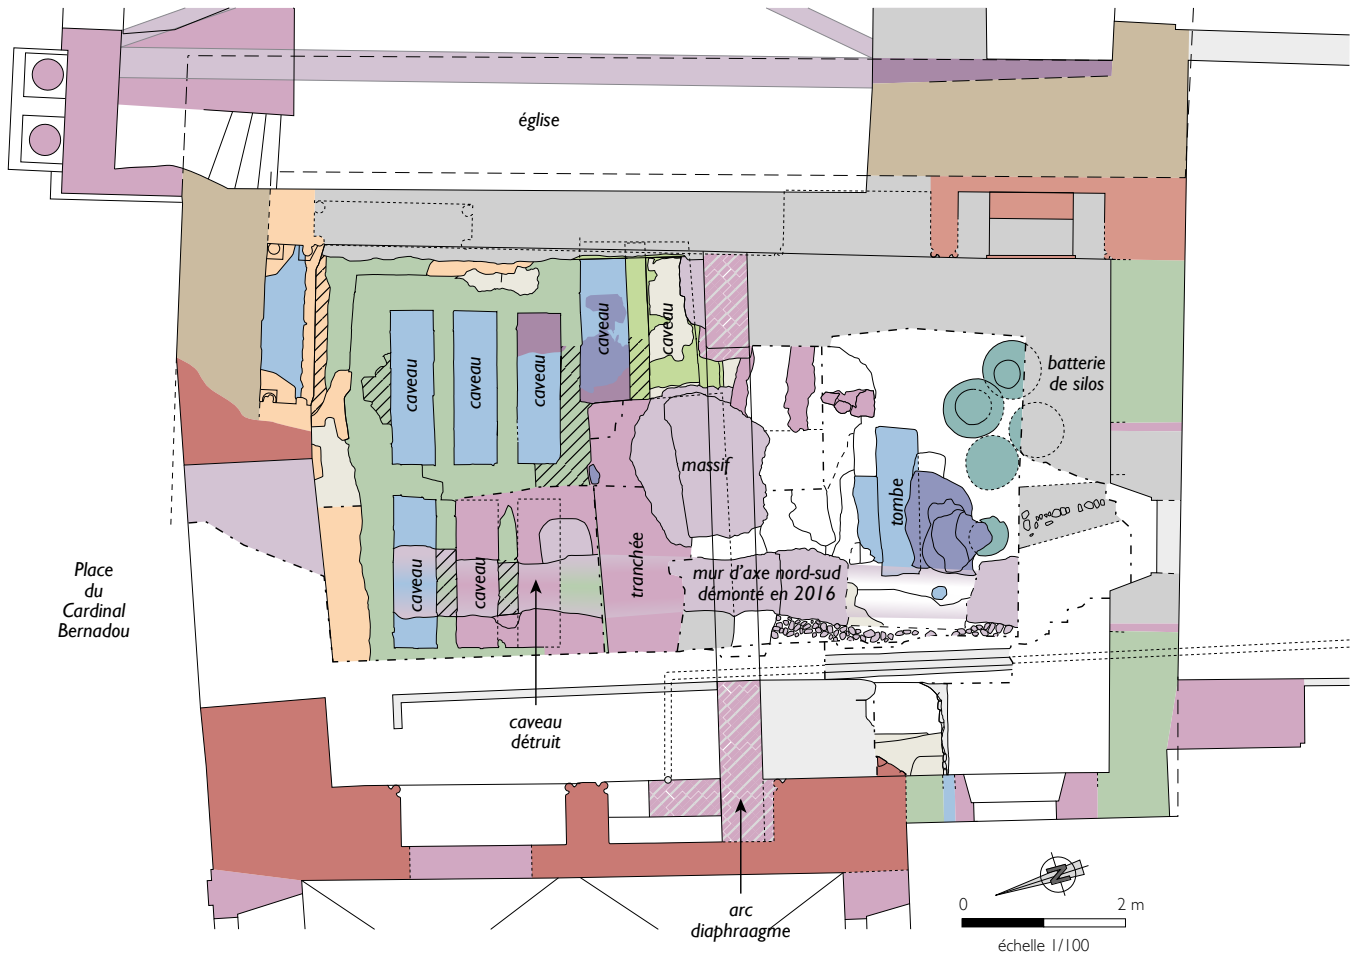 église
batterie
de silos
caveau
caveau
caveau
caveau
caveau
massif
tombe
tranchée
caveau
caveau
mur d'axe nord-sud
démonté en 2016
Place
du
Cardinal
Bernadou
caveau
détruit
arc
diaphraagme
N
0 2 m
échelle 1/100